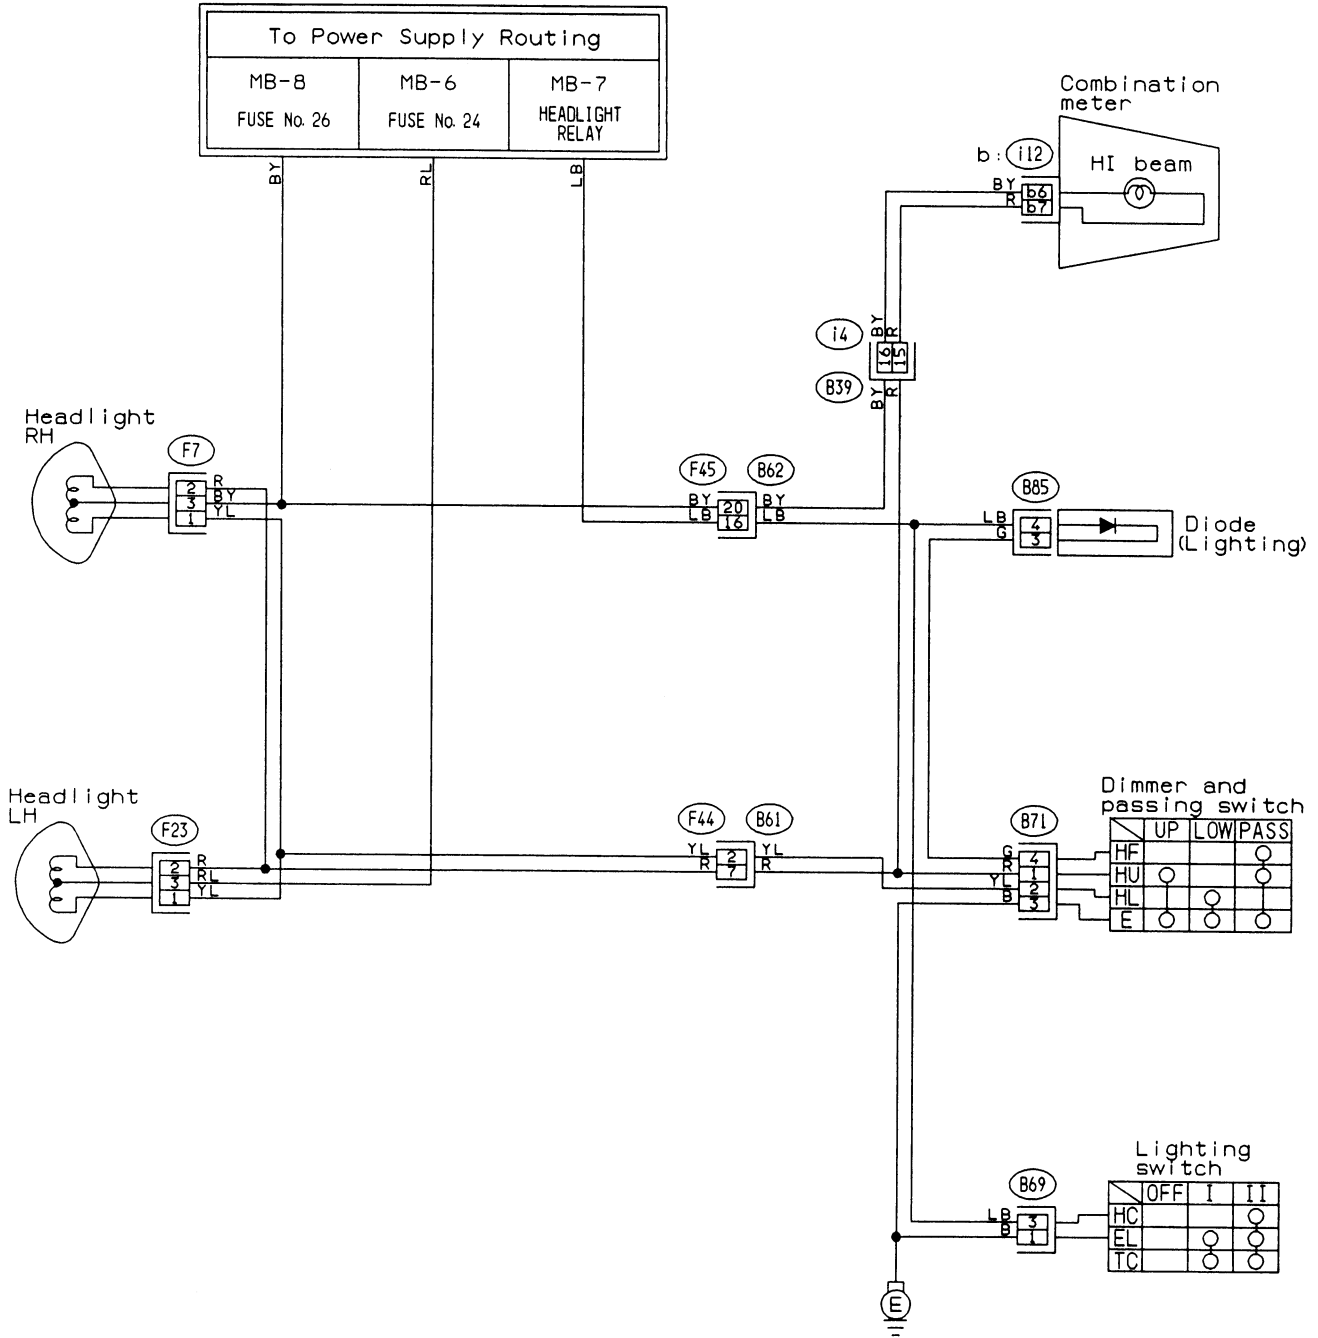 To Power Supply Routing
MB-8
FUSE No. 26
MB-6
FUSE No. 24
MB-7
HEADLIGHT
RELAY
BY
RL
LB
Combination
meter
b: i12
HI beam
BY
R
b6
b7
i4
BY
R
16
15
B39
BY
R
Headlight
RH
F7
2
3
1
R
BY
YL
F45
B62
BY
LB
20
16
BY
LB
B85
LB
G
4
3
Diode
(Lighting)
Headlight
LH
F23
2
3
1
R
RL
YL
F44
B61
YL
R
2
7
YL
R
B71
G
R
YL
B
4
1
2
3
Dimmer and
passing switch
UP LOW PASS
HF
HU
HL
E
Lighting
switch
B69
LB
B
3
1
OFF I II
HC
EL
TC
E